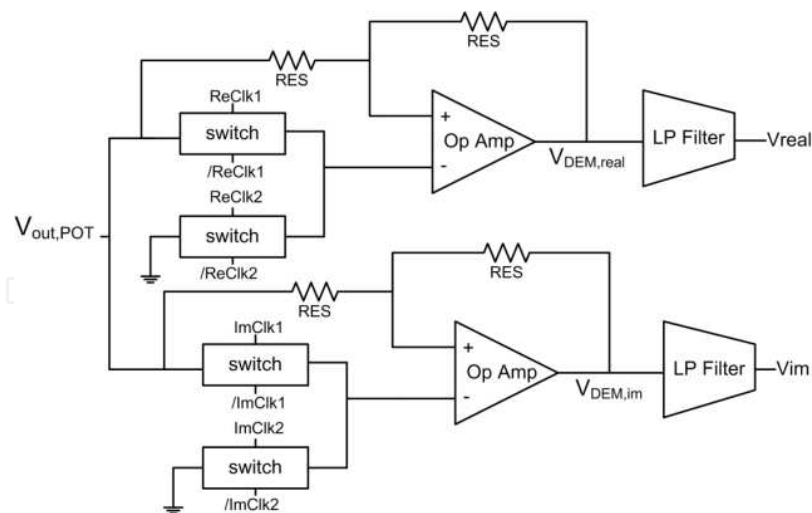 RES
RES
ReClk1
switch
/ReClk1
+
Op Amp
-
V_DEM,real
LP Filter
Vreal
ReClk2
switch
/ReClk2
V_out,POT
RES
RES
ImClk1
switch
/ImClk1
+
Op Amp
-
V_DEM,im
LP Filter
Vim
ImClk2
switch
/ImClk2